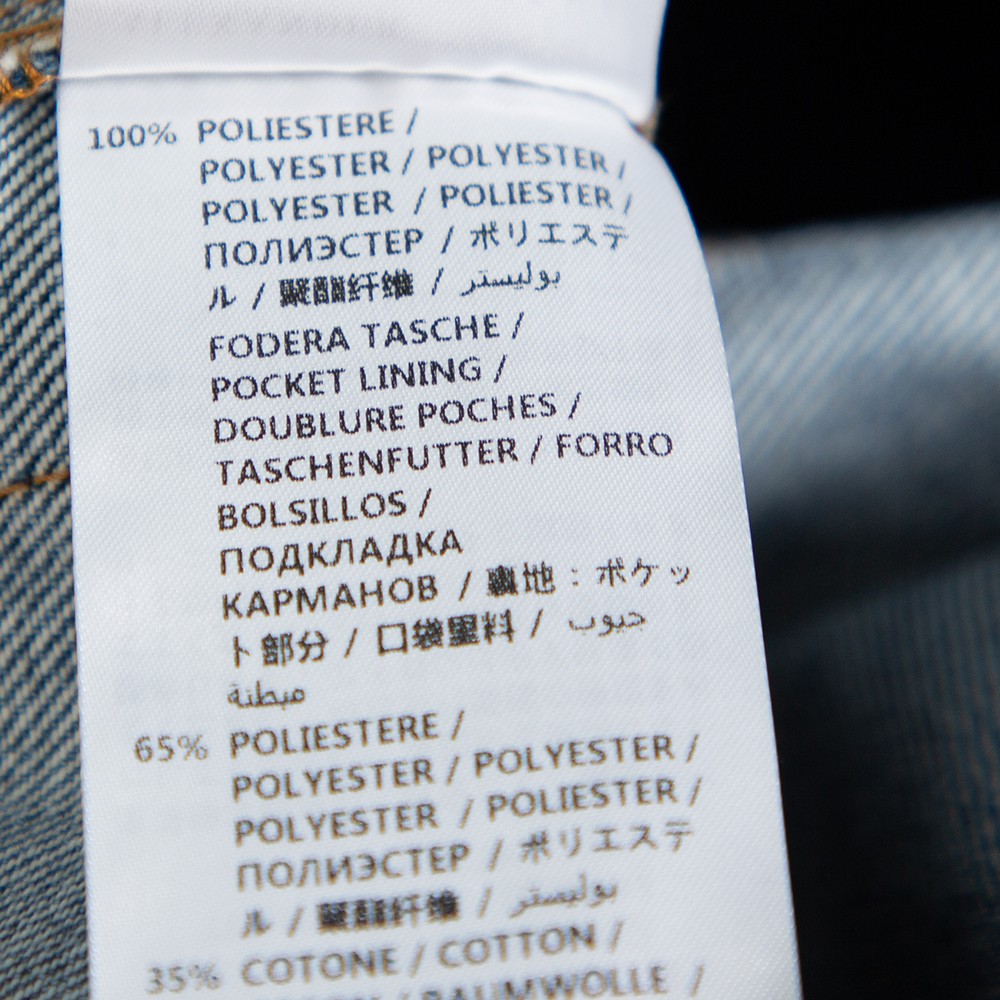 100% POLIESTERE /
POLYESTER / POLYESTER /
POLYESTER / POLIESTER /
ПОЛИЭСТЕР / ポリエステ
ル / 聚酯纤维 / بوليستر
FODERA TASCHE /
POCKET LINING /
DOUBLURE POCHES /
TASCHENFUTTER / FORRO
BOLSILLOS /
ПОДКЛАДКА
КАРМАНОВ / 裏地：ポケッ
ト部分 / 口袋里料 / جيوب
مبطنة
65% POLIESTERE /
POLYESTER / POLYESTER /
POLYESTER / POLIESTER /
ПОЛИЭСТЕР / ポリエステ
ル / 聚酯纤维 / بوليستر
35% COTONE / COTTON /
BAUMWOLLE /